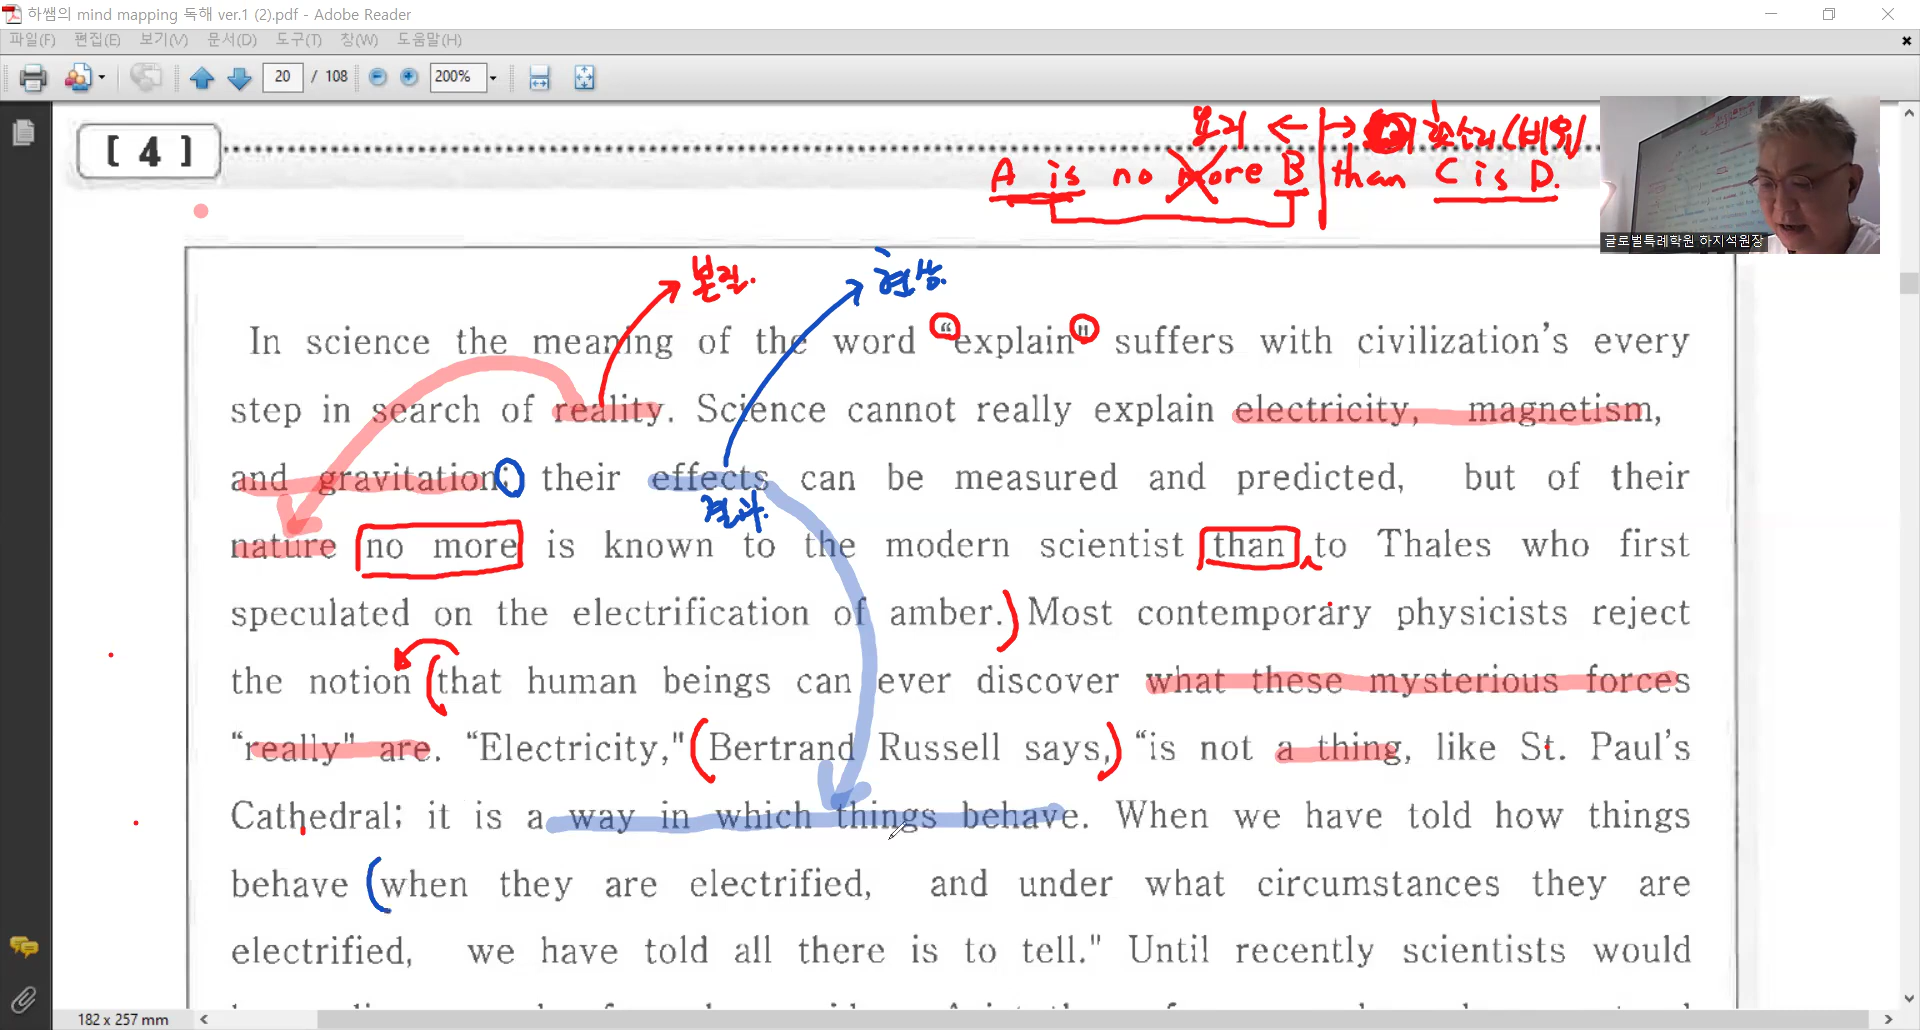 하쌤의 mind mapping 독해 ver.1 (2).pdf - Adobe Reader
파일(F) 편집(E) 보기(V) 문서(D) 도구(T) 창(W) 도움말(H)
20 / 108 200%
[ 4 ]
A is no more B than C is D.
글로벌특례학원 하지석원장
본질.
현상.
In science the meaning of the word “explain" suffers with civilization’s every
step in search of reality. Science cannot really explain electricity, magnetism,
and gravitation; their effects can be measured and predicted, but of their
결과.
nature no more is known to the modern scientist than to Thales who first
speculated on the electrification of amber.) Most contemporary physicists reject
the notion (that human beings can ever discover what these mysterious forces
“really" are. “Electricity," (Bertrand Russell says,) “is not a thing, like St. Paul’s
Cathedral; it is a way in which things behave. When we have told how things
behave (when they are electrified, and under what circumstances they are
electrified, we have told all there is to tell." Until recently scientists would
182 x 257 mm